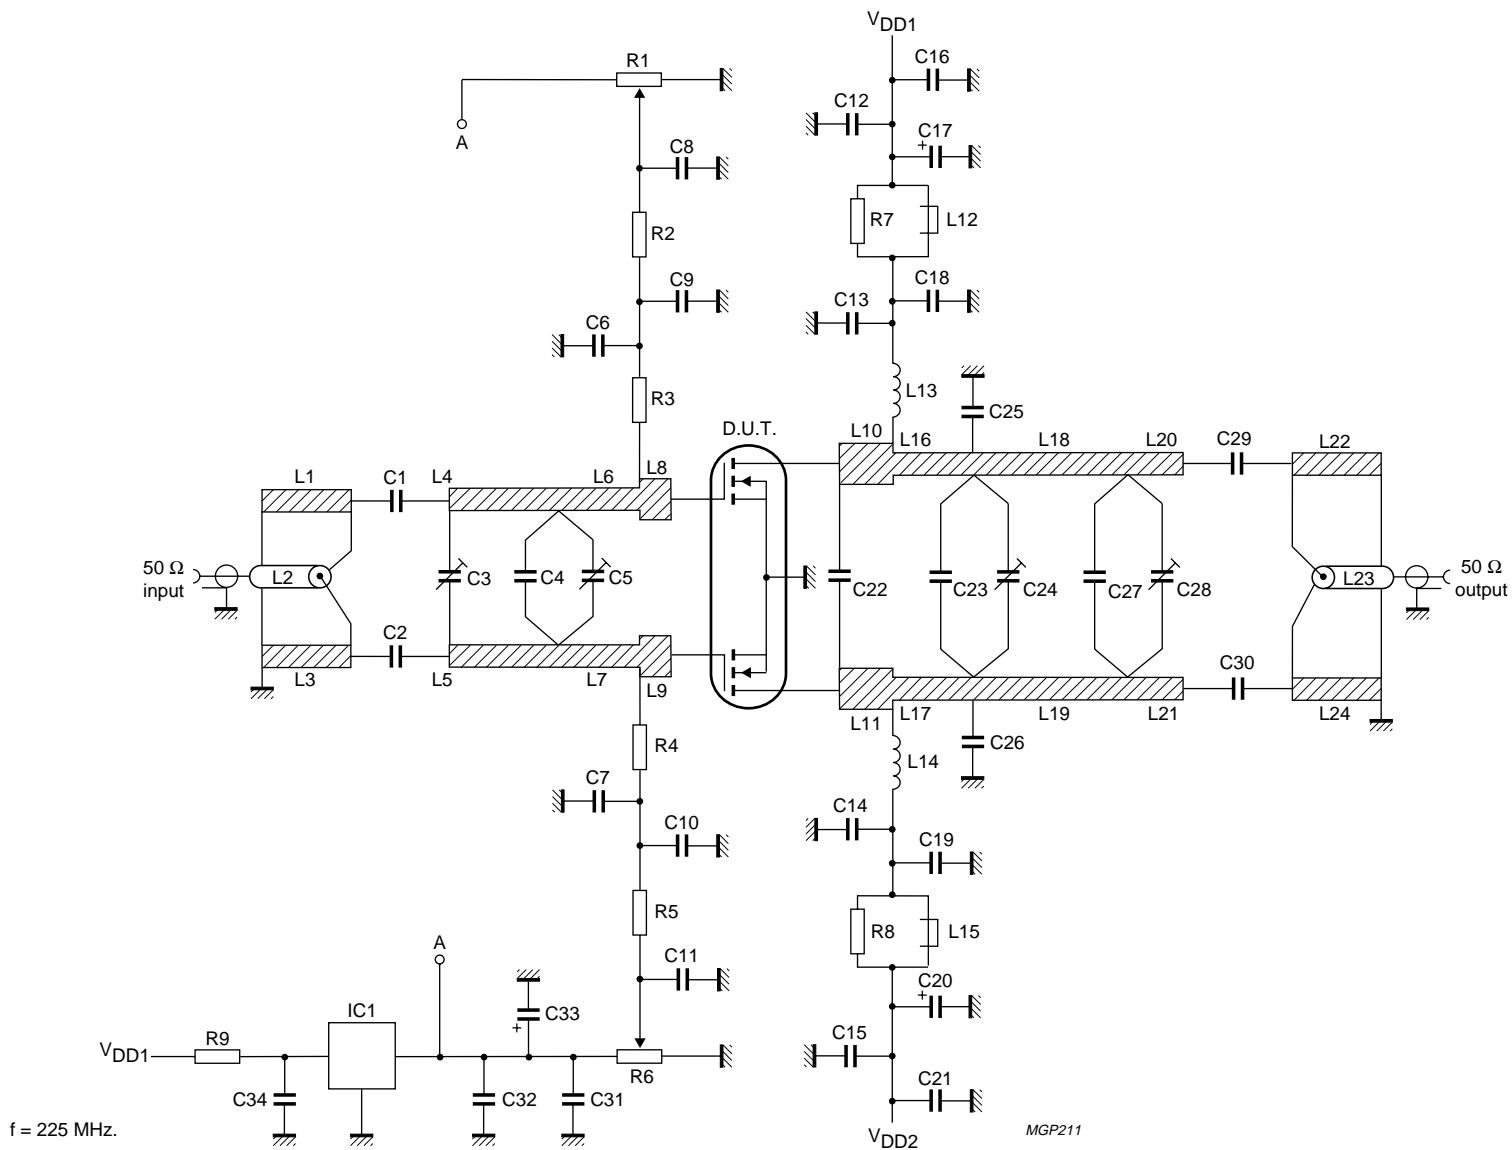 VDD1
C16
R1
C12
C17
A
C8
R7
L12
R2
C9
C13
C18
C6
R3
L13
C25
D.U.T.
L10
L16
L18
L20
C29
L22
L1
C1
L4
L6
L8
50 Ω
input
L2
C3
C4
C5
C22
C23
C24
C27
C28
L23
50 Ω
output
C2
L3
L5
L7
L9
C30
L11
L17
L19
L21
L24
R4
L14
C26
C7
C14
C10
C19
R5
R8
L15
A
C11
C20
+
IC1
C33
+
C15
VDD1
R9
R6
C34
C32
C31
C21
f = 225 MHz.
VDD2
MGP211
+